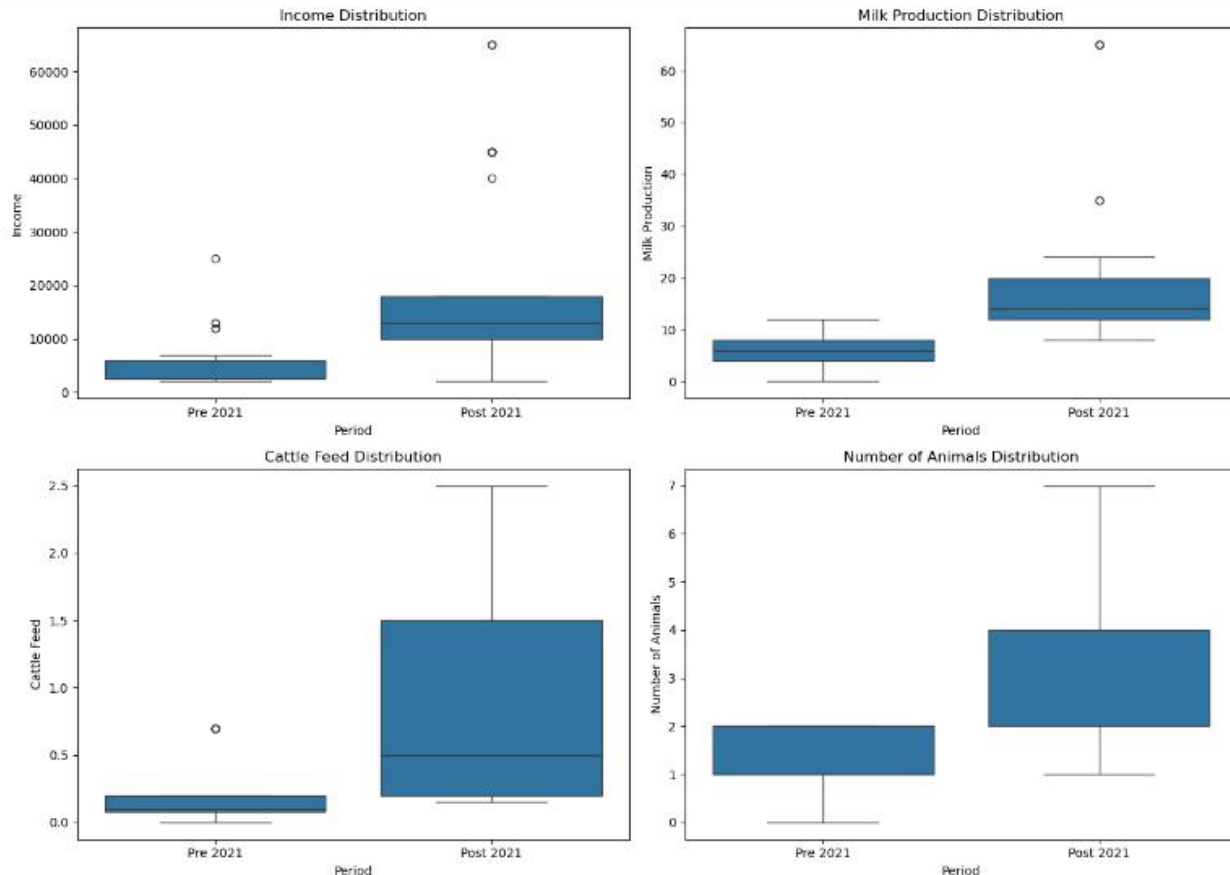 Income Distribution
60000
50000
40000
30000
20000
10000
0
Income
Pre 2021
Post 2021
Period
Milk Production Distribution
60
50
40
30
20
10
0
Milk Production
Pre 2021
Post 2021
Period
Cattle Feed Distribution
2.5
2.0
1.5
1.0
0.5
0.0
Cattle Feed
Pre 2021
Post 2021
Period
Number of Animals Distribution
7
6
5
4
3
2
1
0
Number of Animals
Pre 2021
Post 2021
Period